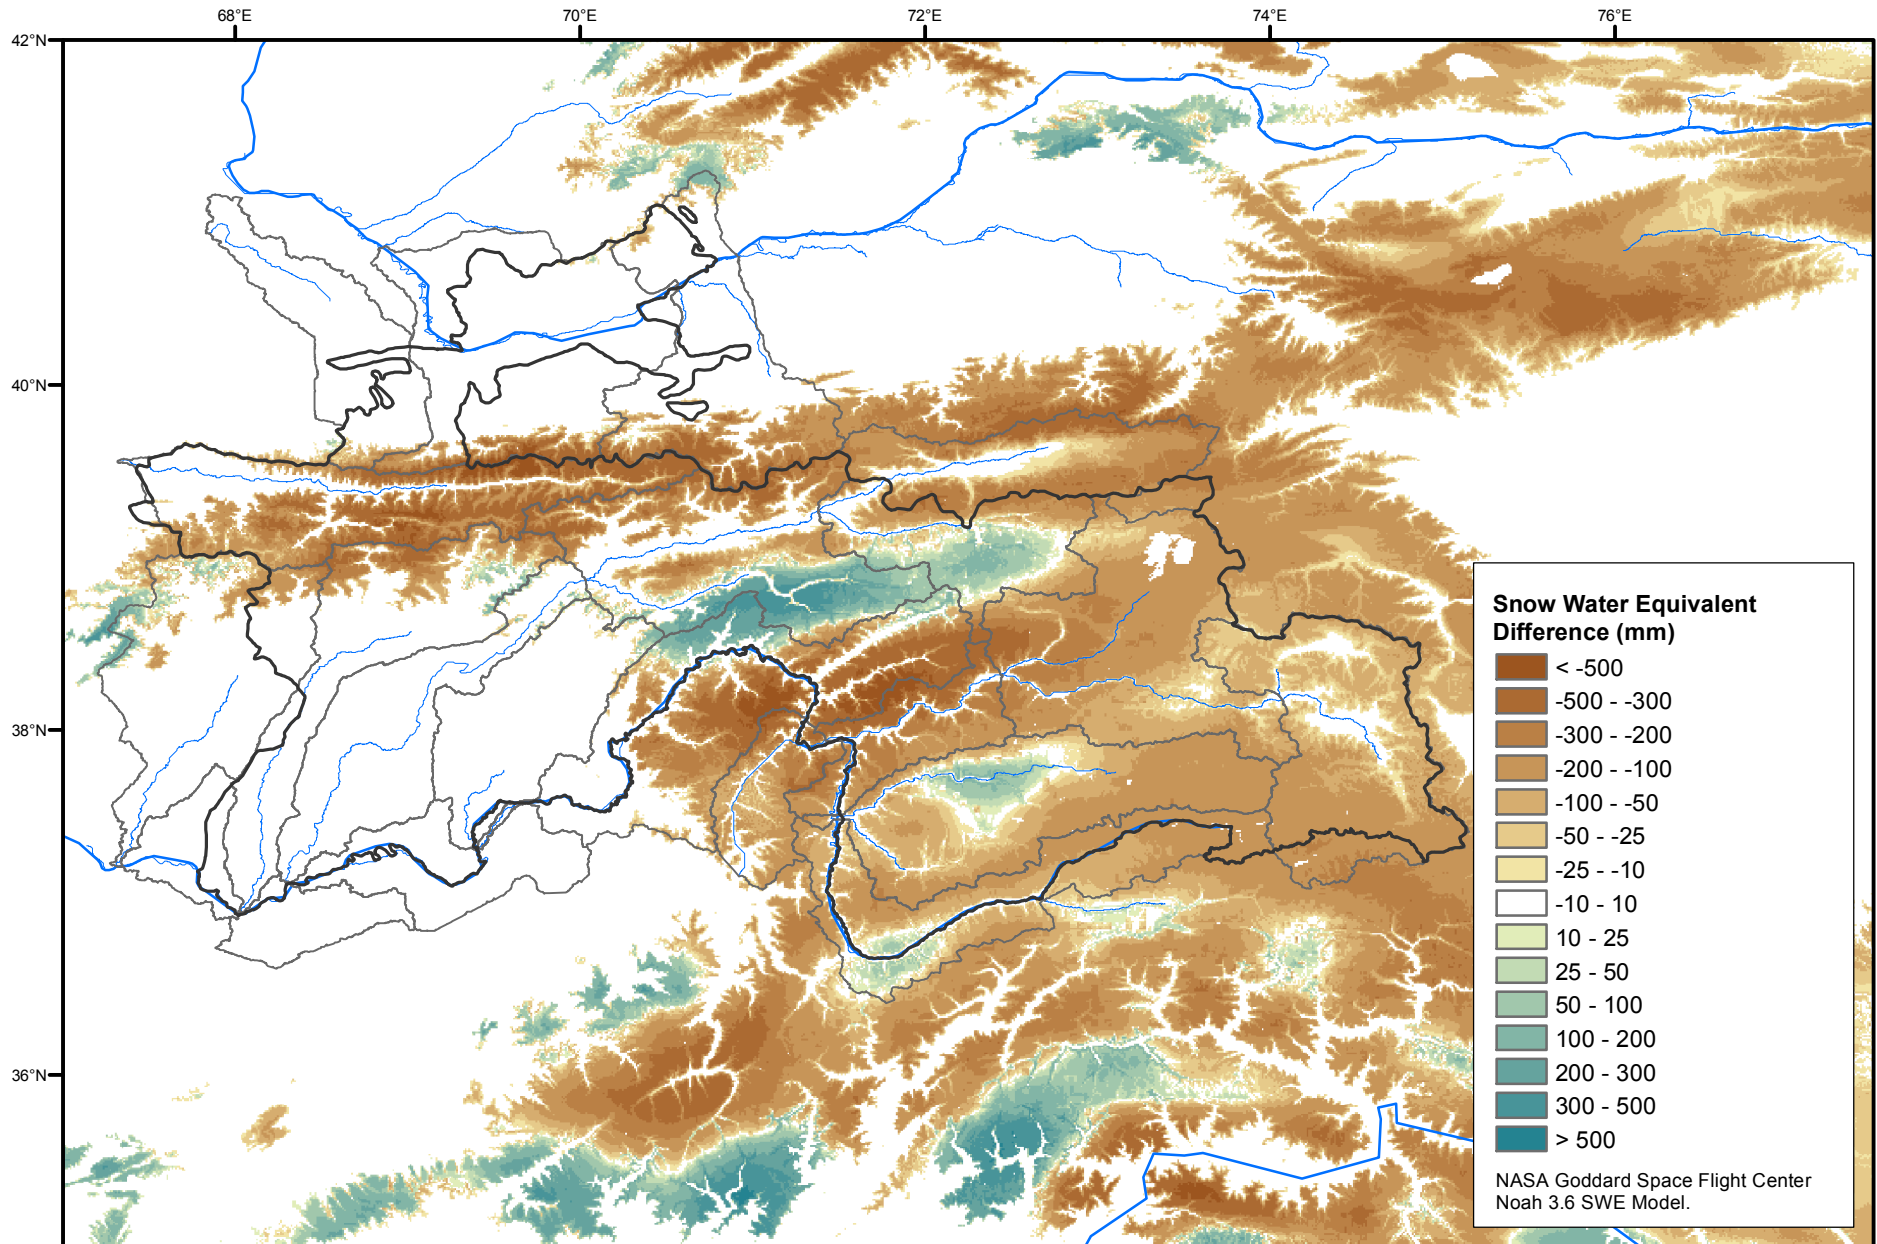 68°E
70°E
72°E
74°E
76°E
42°N
40°N
38°N
36°N
Snow Water Equivalent
Difference (mm)
< -500
-500 - -300
-300 - -200
-200 - -100
-100 - -50
-50 - -25
-25 - -10
-10 - 10
10 - 25
25 - 50
50 - 100
100 - 200
200 - 300
300 - 500
> 500
NASA Goddard Space Flight Center
Noah 3.6 SWE Model.